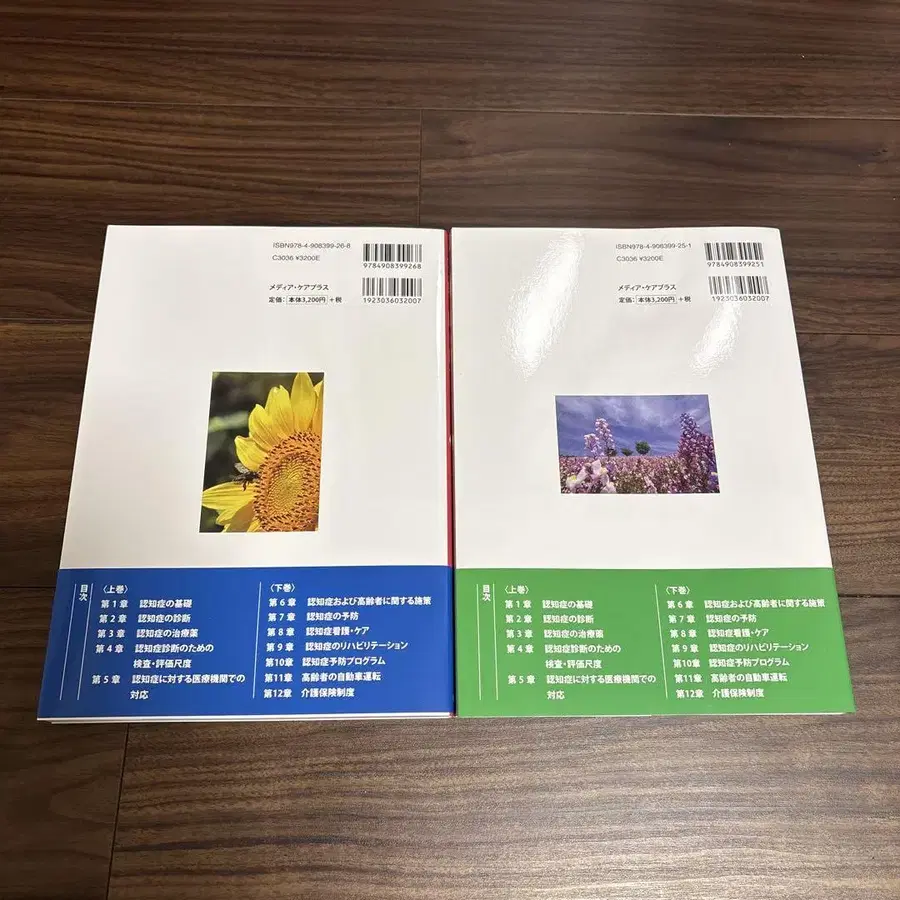 ISBN978-4-908399-26-8
C3036 ¥3200E
9784908399268
メディア・ケアプラス
定価：本体3,200円+税
1923036032007
目次
〈上巻〉
第1章 認知症の基礎
第2章 認知症の診断
第3章 認知症の治療薬
第4章 認知症診断のための
検査・評価尺度
第5章 認知症に対する医療機関での
対応
〈下巻〉
第6章 認知症および高齢者に関する施策
第7章 認知症の予防
第8章 認知症看護・ケア
第9章 認知症のリハビリテーション
第10章 認知症予防プログラム
第11章 高齢者の自動車運転
第12章 介護保険制度
ISBN978-4-908399-25-1
C3036 ¥3200E
9784908399251
メディア・ケアプラス
定価：本体3,200円+税
1923036032007
目次
〈上巻〉
第1章 認知症の基礎
第2章 認知症の診断
第3章 認知症の治療薬
第4章 認知症診断のための
検査・評価尺度
第5章 認知症に対する医療機関での
対応
〈下巻〉
第6章 認知症および高齢者に関する施策
第7章 認知症の予防
第8章 認知症看護・ケア
第9章 認知症のリハビリテーション
第10章 認知症予防プログラム
第11章 高齢者の自動車運転
第12章 介護保険制度